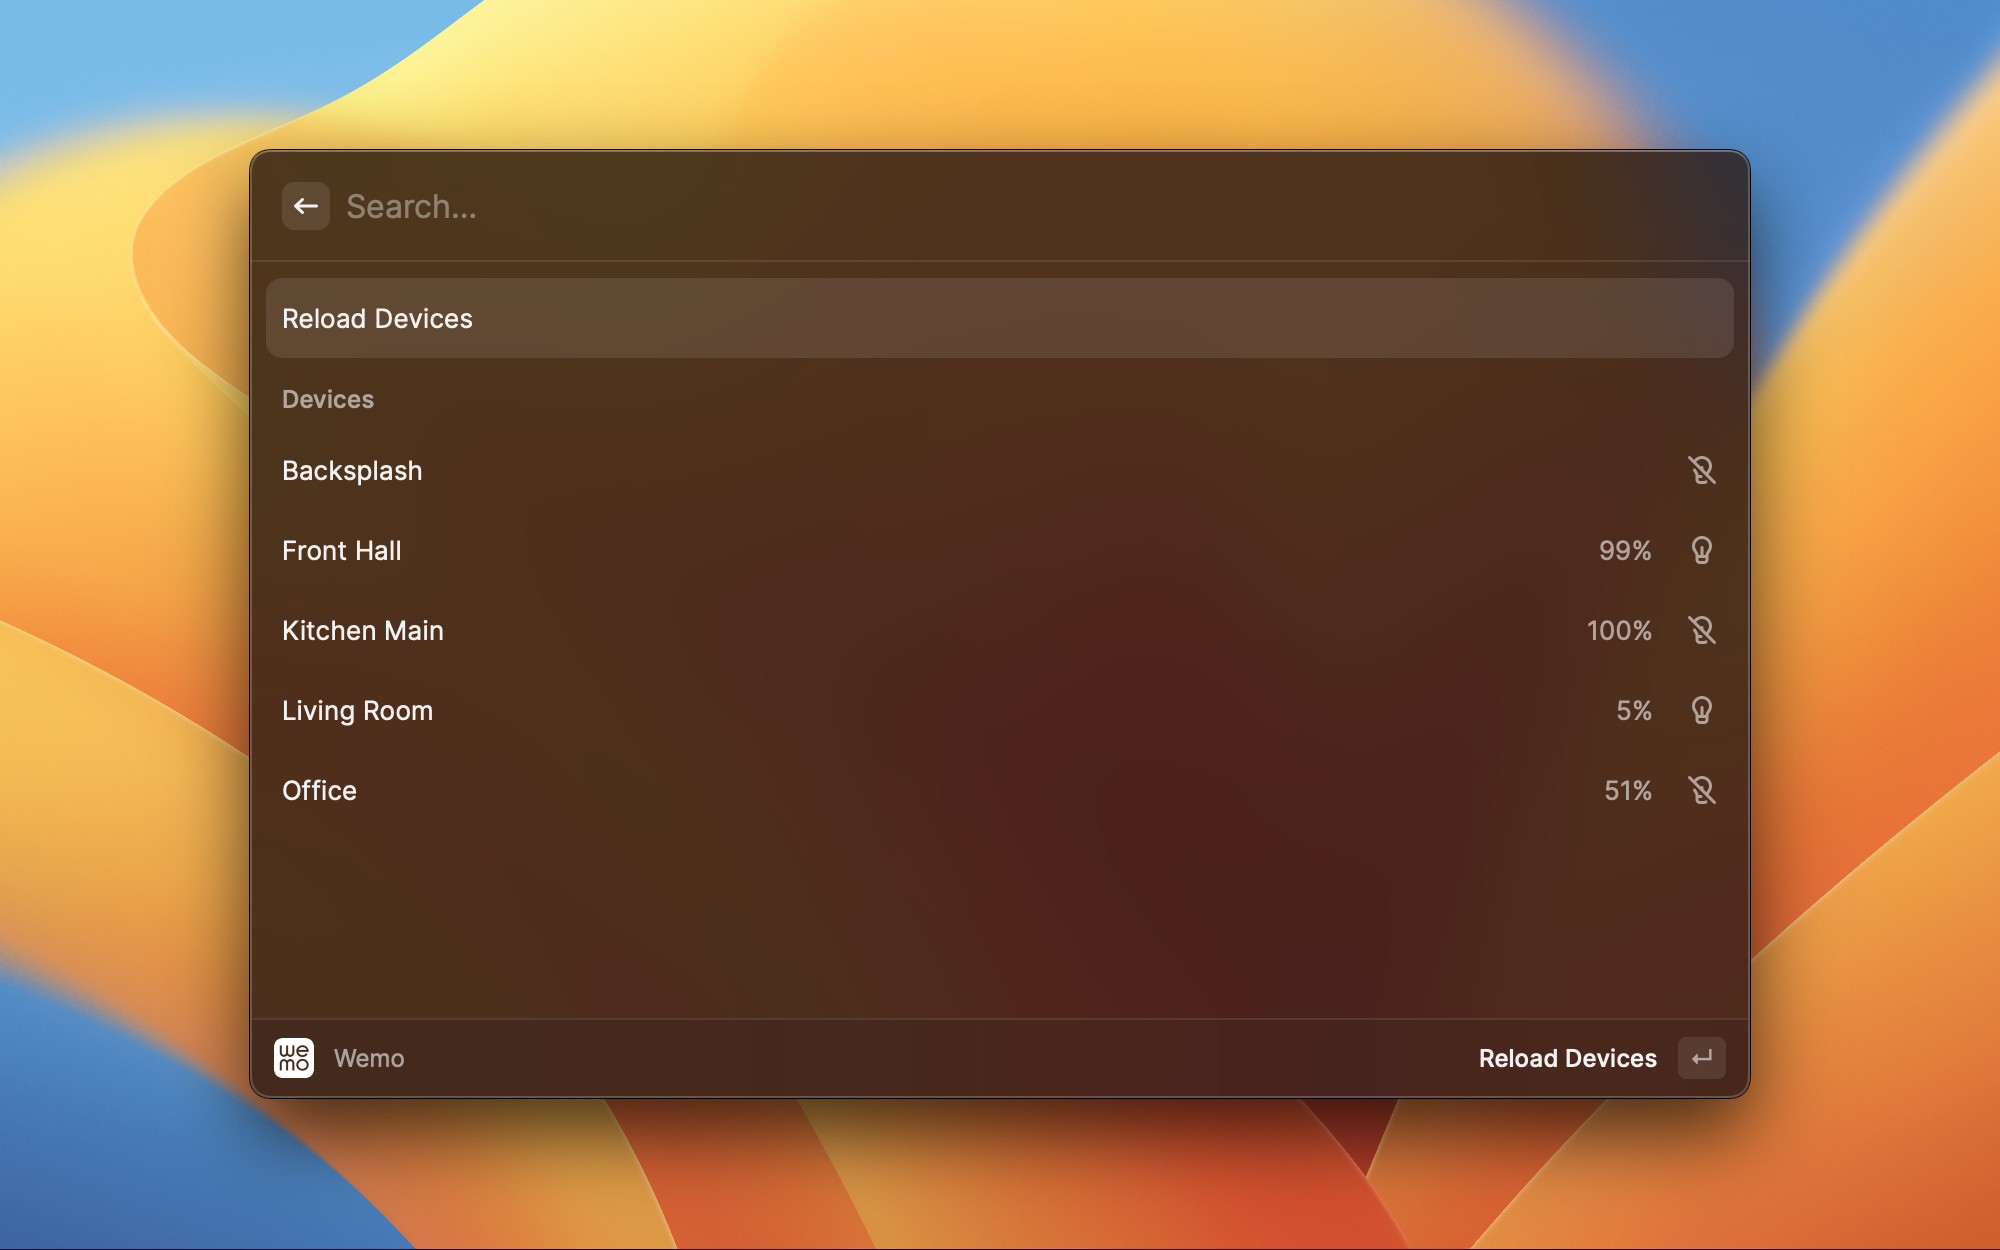 Search...
Reload Devices
Devices
Backsplash
Front Hall 99%
Kitchen Main 100%
Living Room 5%
Office 51%
we
mo
Wemo Reload Devices